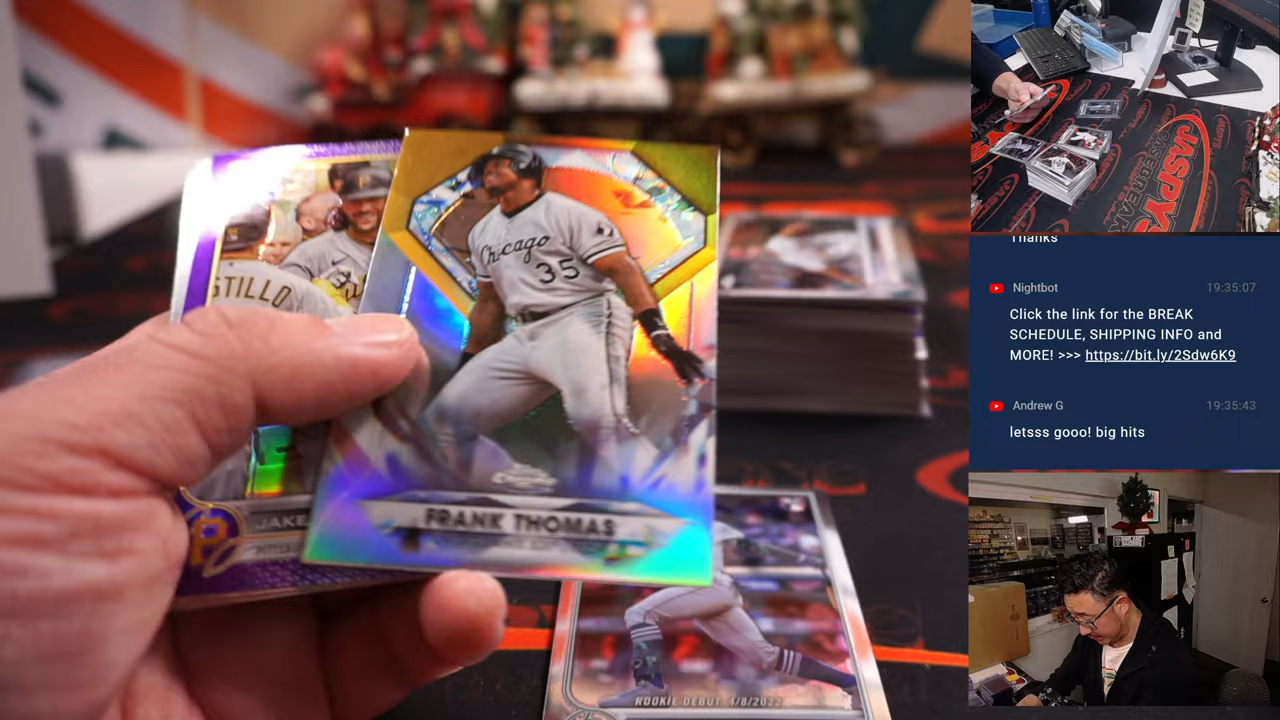 STILLO
Chicago
35
JAKE
FRANK THOMAS
ROOKIE DEBUT 4/8/2022
JASPY'S
CASEBREAKS
Thanks
Nightbot 19:35:07
Click the link for the BREAK
SCHEDULE, SHIPPING INFO and
MORE! >>> https://bit.ly/2Sdw6K9
Andrew G 19:35:43
letsss gooo! big hits